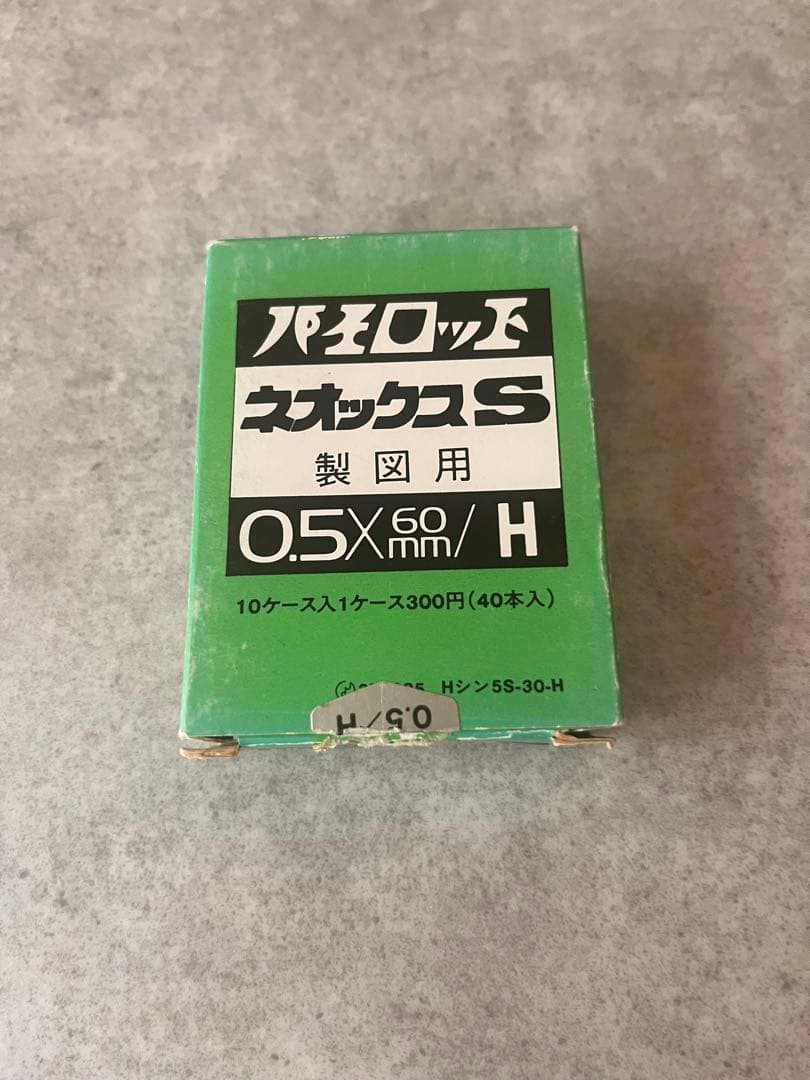 パイロット
ネオックスS
製図用
0.5×60mm/H
10ケース入1ケース300円(40本入)
Hシン5S-30-H
0.5/H